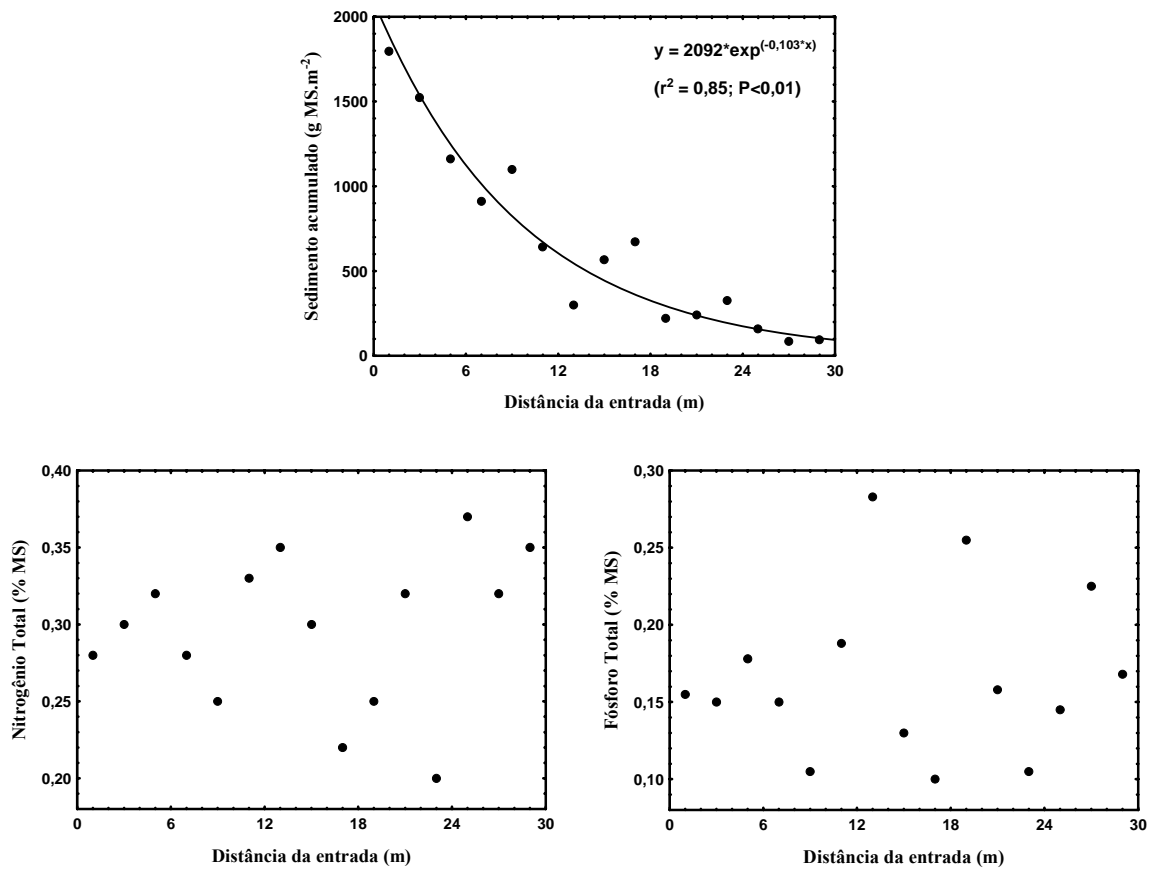 2000
1500
1000
500
0
Sedimento acumulado (g MS.m-2)
y = 2092*exp(-0,103*x)
(r2 = 0,85; P<0,01)
0 6 12 18 24 30
Distância da entrada (m)
0,40
0,35
0,30
0,25
0,20
Nitrogênio Total (% MS)
0 6 12 18 24 30
Distância da entrada (m)
0,30
0,25
0,20
0,15
0,10
Fósforo Total (% MS)
0 6 12 18 24 30
Distância da entrada (m)